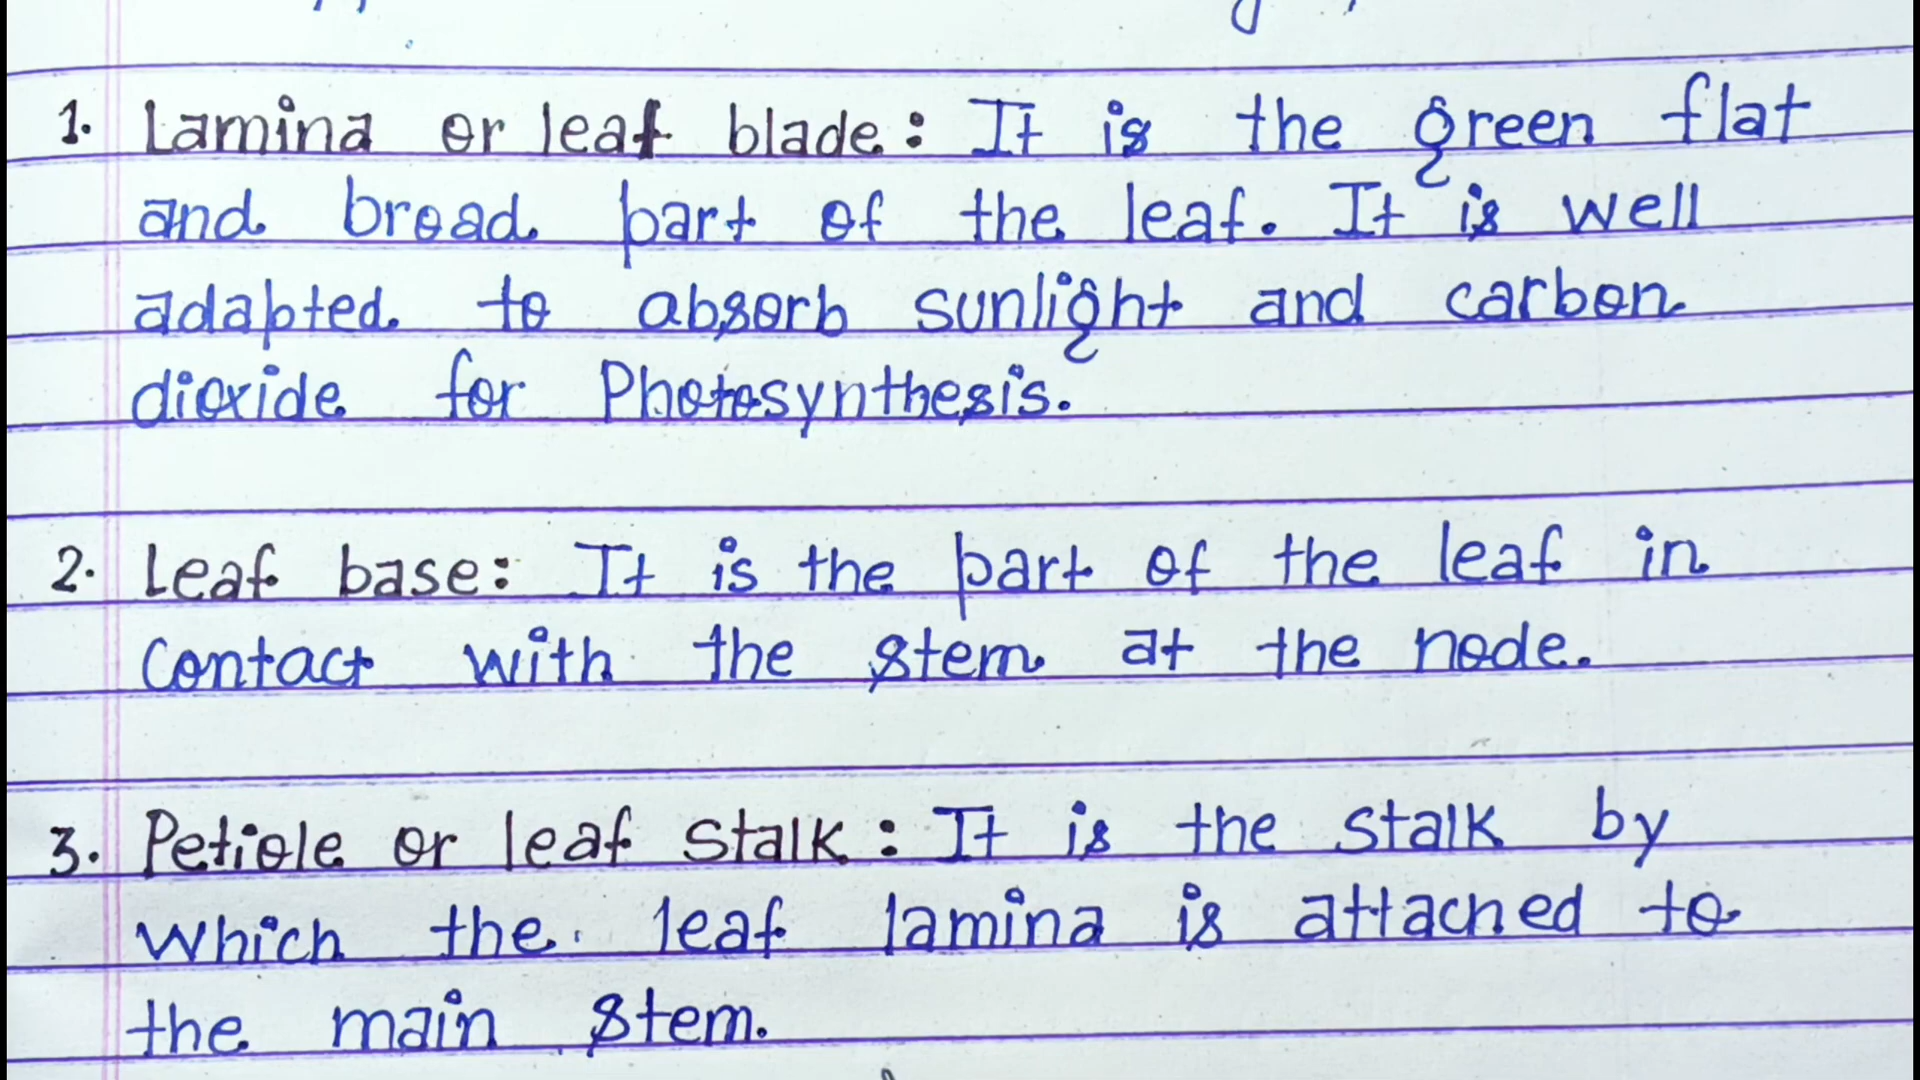 1. Lamina or leaf blade: It is the green flat
and broad part of the leaf. It is well
adapted to absorb sunlight and carbon
dioxide for Photosynthesis.
2. Leaf base: It is the part of the leaf in
Contact with the stem at the node.
3. Petiole or leaf Stalk: It is the stalk by
which the leaf lamina is attached to
the main stem.